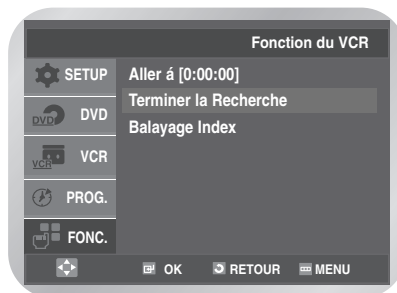 Fonction du VCR
SETUP
DVD DVD
VCR VCR
PROG.
FONC.
Aller á [0:00:00]
Terminer la Recherche
Balayage Index
OK RETOUR MENU